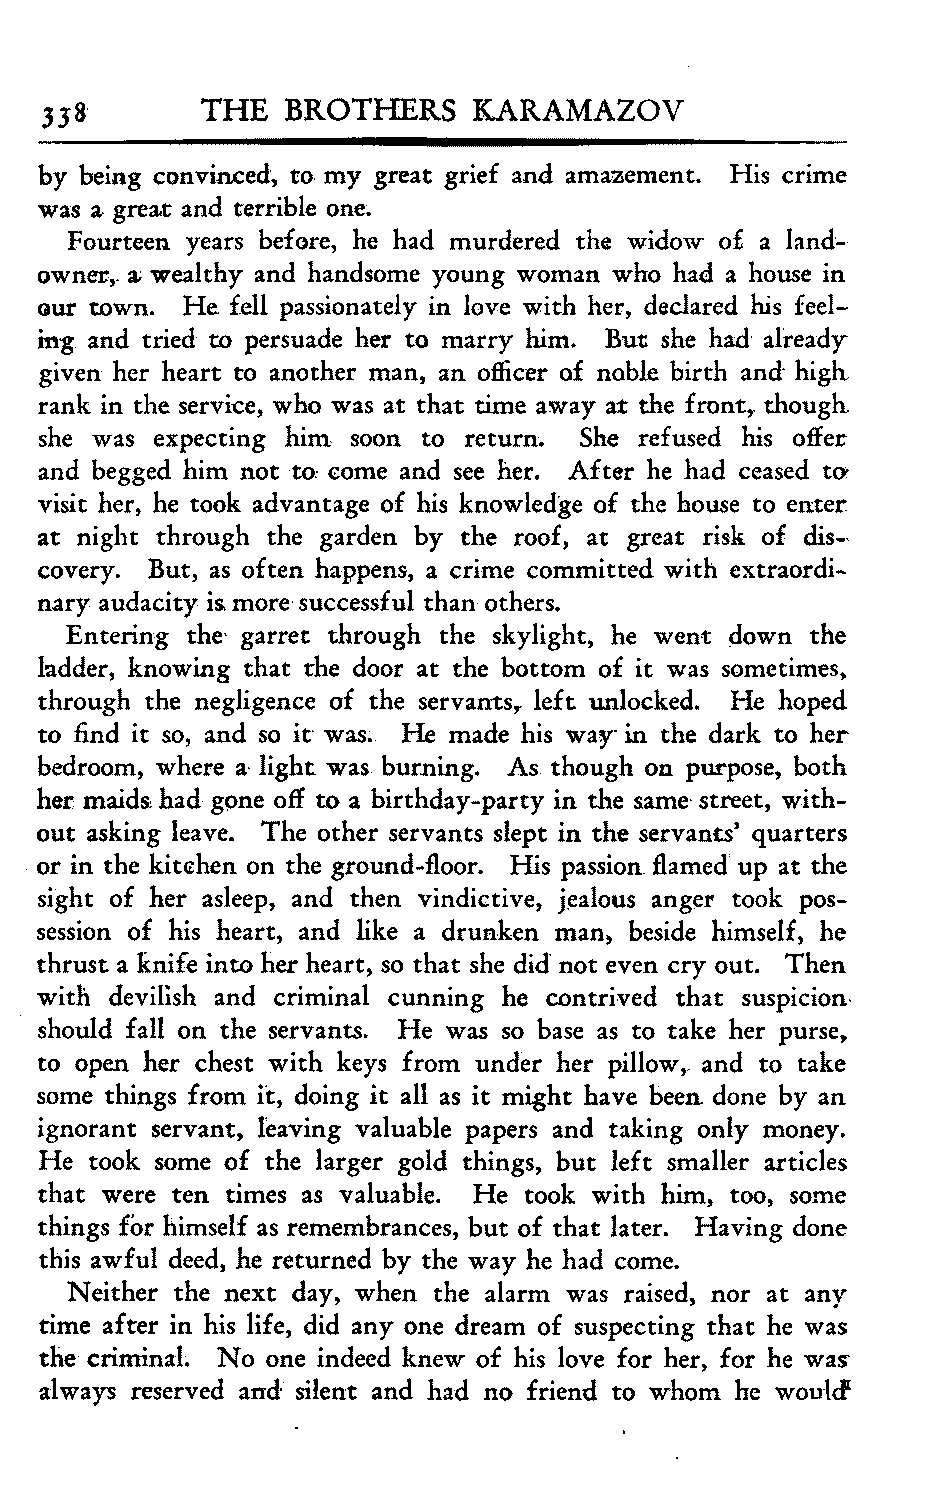 338 THE BROTHERS KARAMAZOV
by being convinced, to my great grief and amazement. His crime
was a great and terrible one.
Fourteen years before, he had murdered the widow of a land-
owner, a wealthy and handsome young woman who had a house in
our town. He fell passionately in love with her, declared his feel-
ing and tried to persuade her to marry him. But she had already
given her heart to another man, an officer of noble birth and high
rank in the service, who was at that time away at the front, though
she was expecting him soon to return. She refused his offer
and begged him not to come and see her. After he had ceased to
visit her, he took advantage of his knowledge of the house to enter
at night through the garden by the roof, at great risk of dis-
covery. But, as often happens, a crime committed with extraordi-
nary audacity is more successful than others.
Entering the garret through the skylight, he went down the
ladder, knowing that the door at the bottom of it was sometimes,
through the negligence of the servants, left unlocked. He hoped
to find it so, and so it was. He made his way in the dark to her
bedroom, where a light was burning. As though on purpose, both
her maids had gone off to a birthday-party in the same street, with-
out asking leave. The other servants slept in the servants' quarters
or in the kitchen on the ground-floor. His passion flamed up at the
sight of her asleep, and then vindictive, jealous anger took pos-
session of his heart, and like a drunken man, beside himself, he
thrust a knife into her heart, so that she did not even cry out. Then
with devilish and criminal cunning he contrived that suspicion
should fall on the servants. He was so base as to take her purse,
to open her chest with keys from under her pillow, and to take
some things from it, doing it all as it might have been done by an
ignorant servant, leaving valuable papers and taking only money.
He took some of the larger gold things, but left smaller articles
that were ten times as valuable. He took with him, too, some
things for himself as remembrances, but of that later. Having done
this awful deed, he returned by the way he had come.
Neither the next day, when the alarm was raised, nor at any
time after in his life, did any one dream of suspecting that he was
the criminal. No one indeed knew of his love for her, for he was
always reserved and silent and had no friend to whom he would